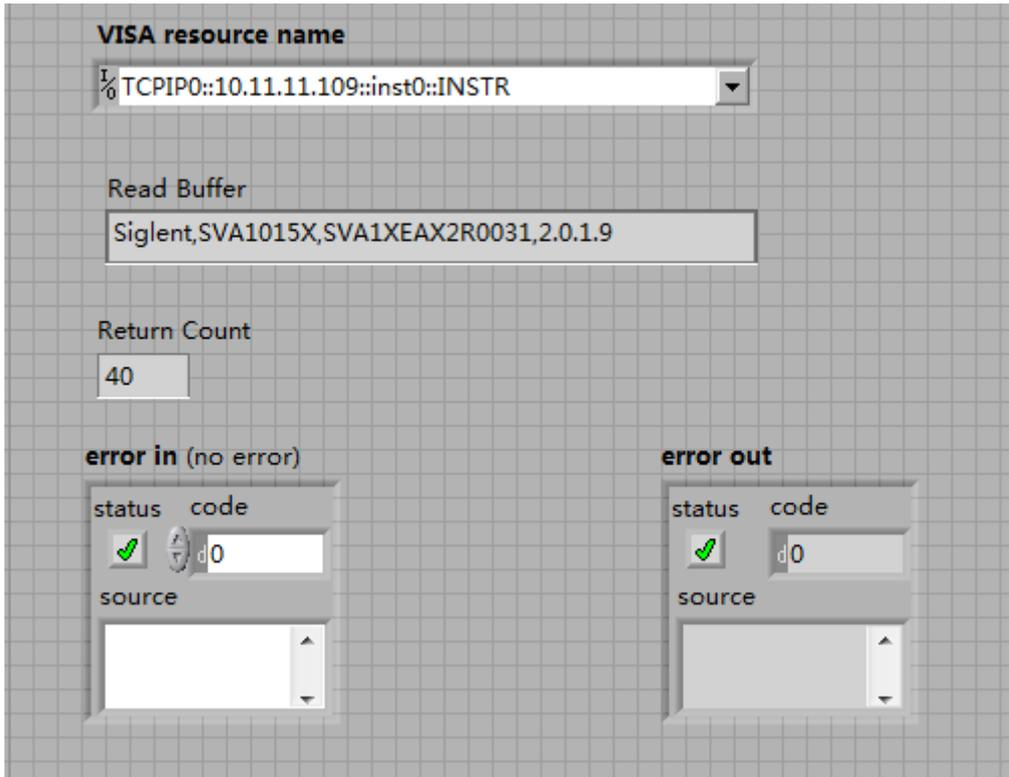 VISA resource name
TCPIP0::10.11.11.109::inst0::INSTR
Read Buffer
Siglent,SVA1015X,SVA1XEAX2R0031,2.0.1.9
Return Count
40
error in (no error)
error out
status code
status code
d 0
d 0
source
source